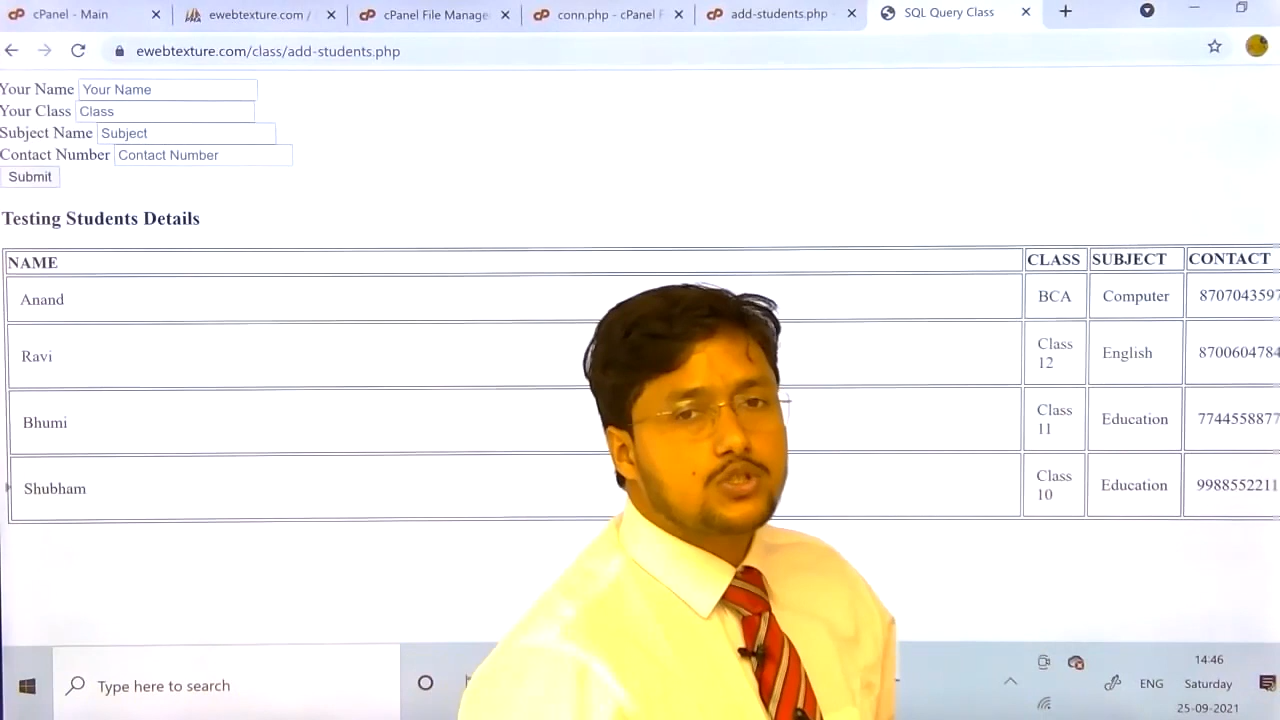 cPanel - Main
ewebtexture.com /
cPanel File Manage
conn.php - cPanel F
add-students.php -
SQL Query Class
ewebtexture.com/class/add-students.php
Your Name Your Name
Your Class Class
Subject Name Subject
Contact Number Contact Number
Submit
Testing Students Details
NAME CLASS SUBJECT CONTACT
Anand BCA Computer 8707043597
Ravi Class 12 English 8700604784
Bhumi Class 11 Education 7744558877
Shubham Class 10 Education 9988552211
Type here to search
ENG
14:46
Saturday
25-09-2021